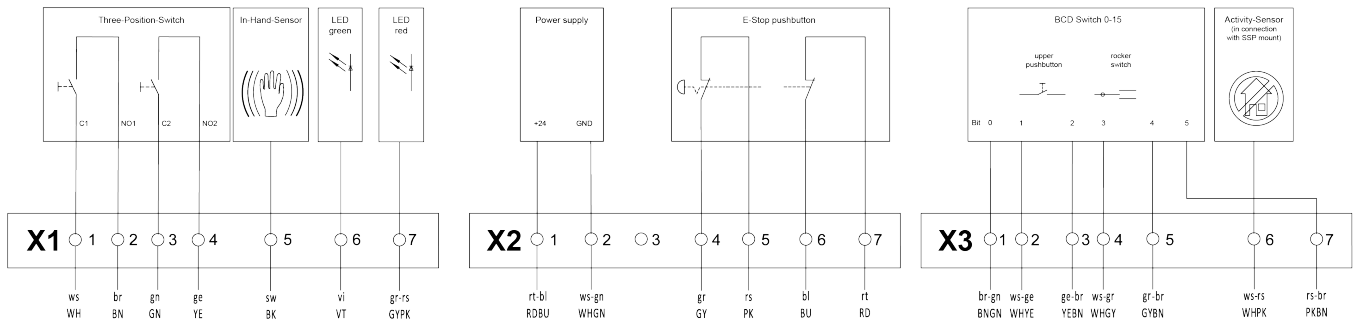 Three-Position-Switch
C1 NO1 C2 NO2
In-Hand-Sensor
LED
green
LED
red
Power supply
+24 GND
E-Stop pushbutton
BCD Switch 0-15
upper
pushbutton
rocker
switch
Bit 0 1 2 3 4 5
Activity-Sensor
(in connection
with SSP mount)
X1 1 2 3 4 5 6 7
ws br gn ge sw vi gr-rs
WH BN GN YE BK VT GYPK
X2 1 2 3 4 5 6 7
rt-bl ws-gn gr rs bl rt
RDBU WHGN GY PK BU RD
X3 1 2 3 4 5 6 7
br-gn ws-ge ge-br ws-gr gr-br ws-rs rs-br
BNGN WHYE YEBN WHGY GYBN WHPK PKBN